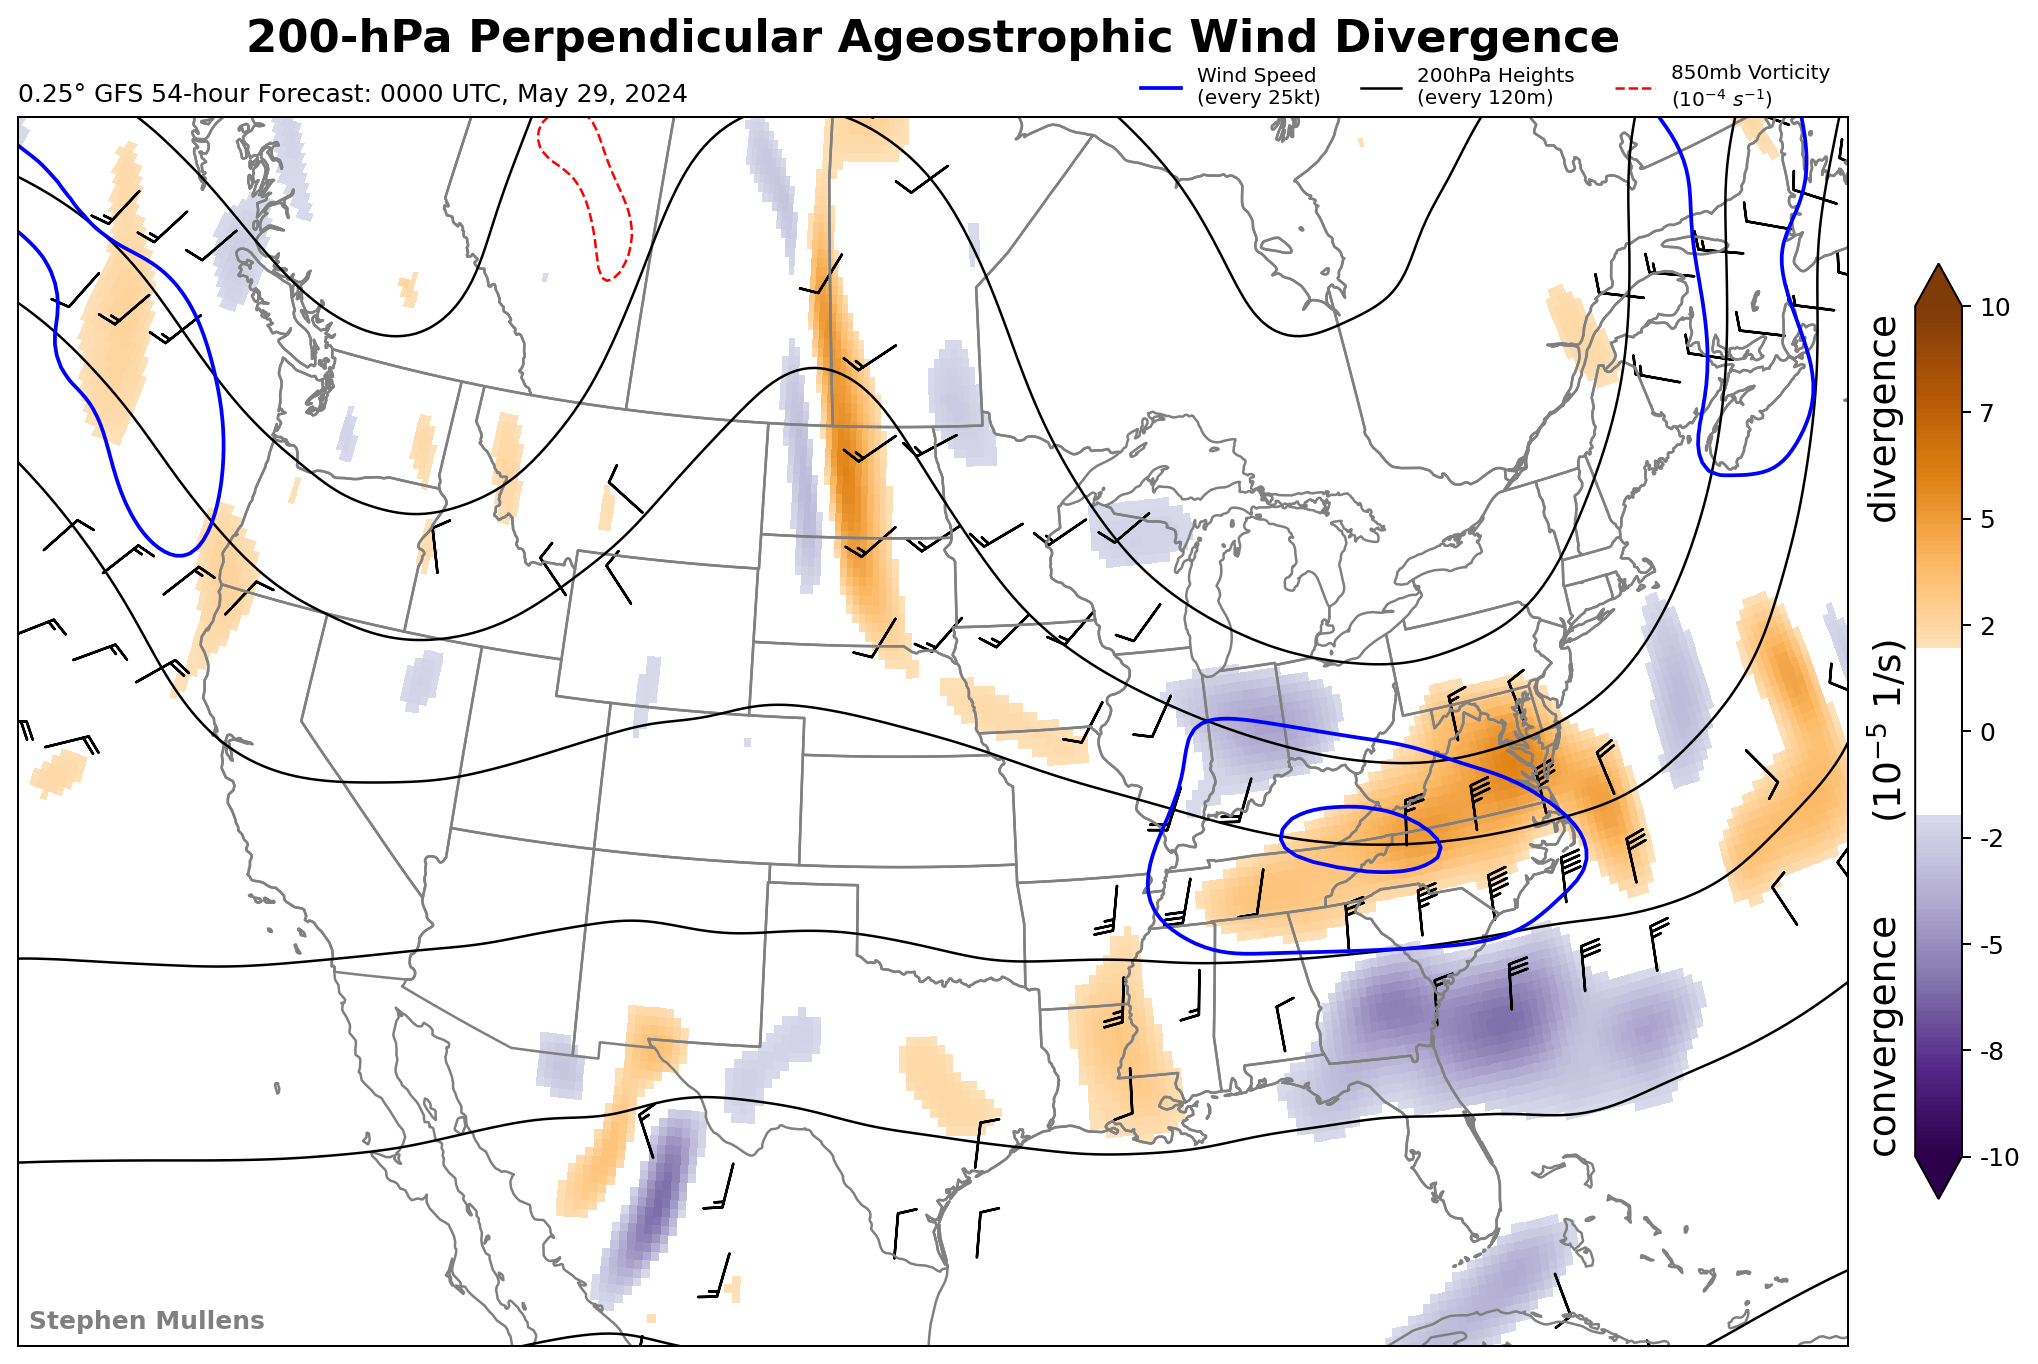 200-hPa Perpendicular Ageostrophic Wind Divergence
0.25° GFS 54-hour Forecast: 0000 UTC, May 29, 2024
Wind Speed
(every 25kt)
200hPa Heights
(every 120m)
850mb Vorticity
(10⁻⁴ s⁻¹)
10
7
5
2
0
-2
-5
-8
-10
convergence (10⁻⁵ 1/s) divergence
Stephen Mullens